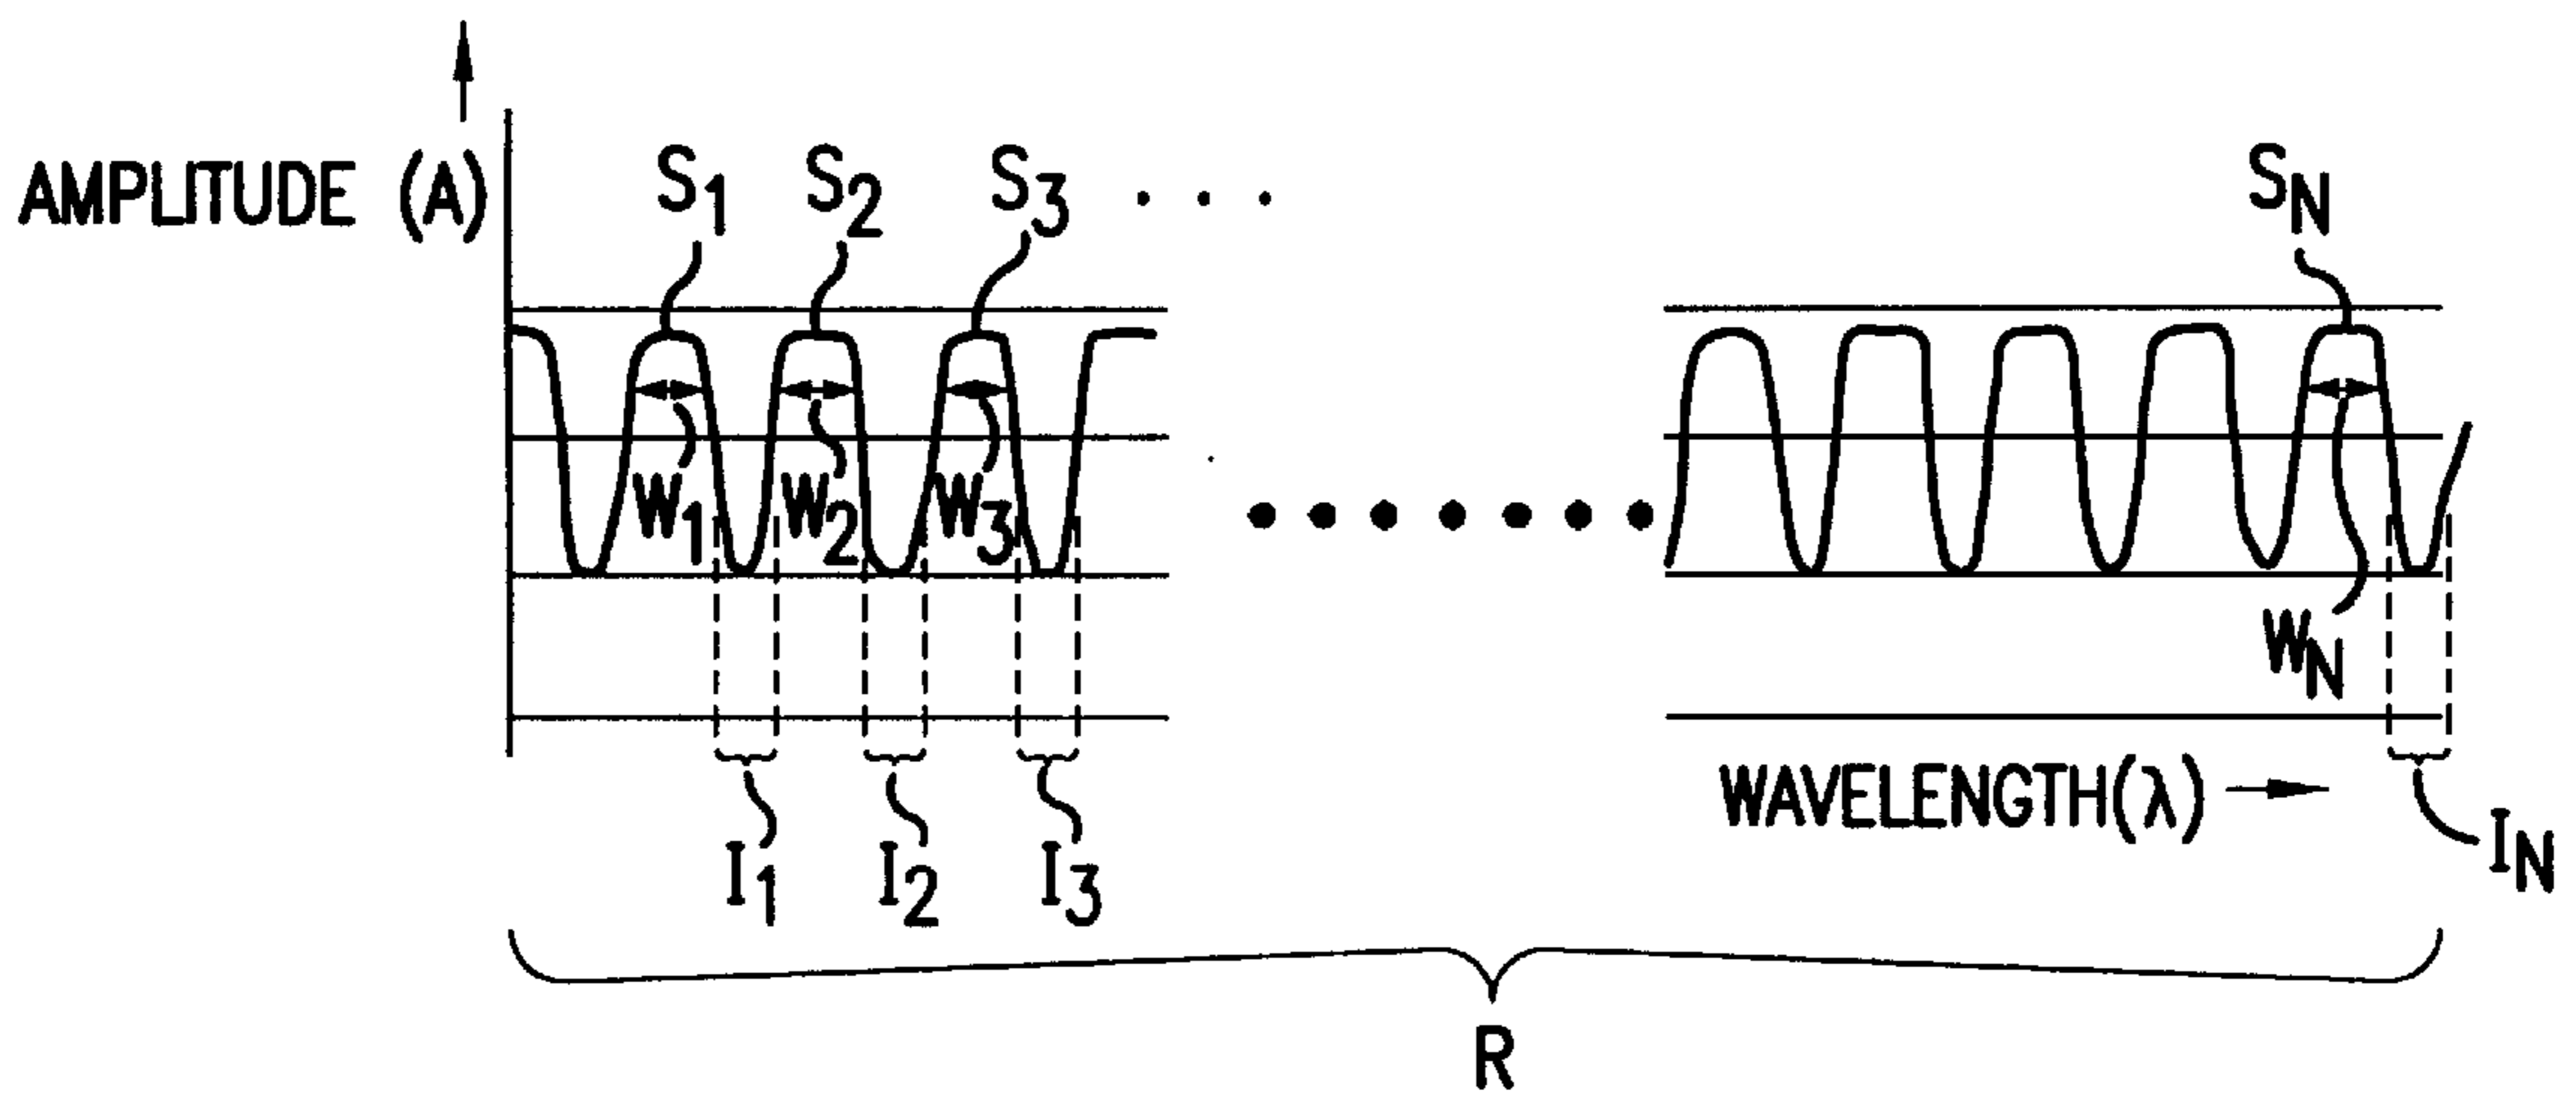 AMPLITUDE (A)
S1 S2 S3 . . . SN
W1 W2 W3 WN
WAVELENGTH(λ)
I1 I2 I3 IN
R